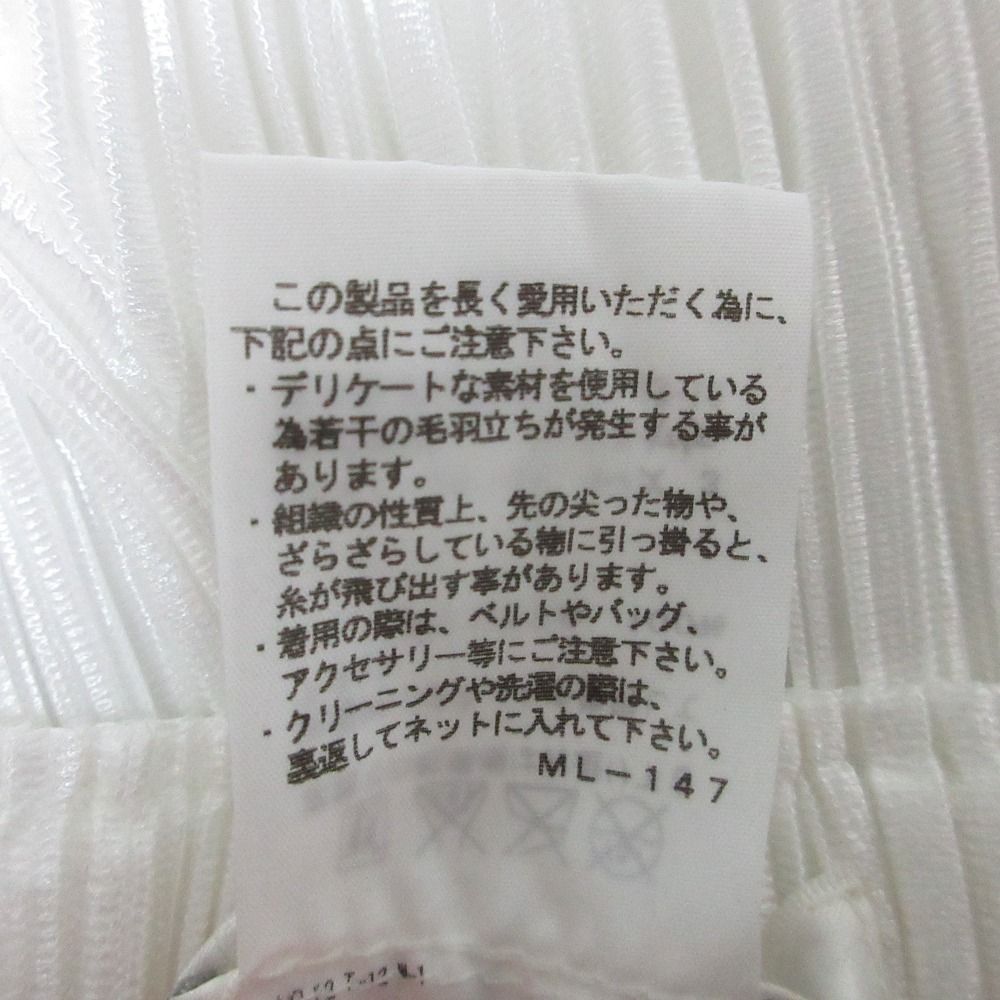 この製品を長く愛用いただく為に、
下記の点にご注意下さい。
・デリケートな素材を使用している
為若干の毛羽立ちが発生する事が
あります。
・組織の性質上、先の尖った物や、
ざらざらしている物に引っ掛ると、
糸が飛び出す事があります。
・着用の際は、ベルトやバッグ、
アクセサリー等にご注意下さい。
・クリーニングや洗濯の際は、
裏返してネットに入れて下さい。
ML-147